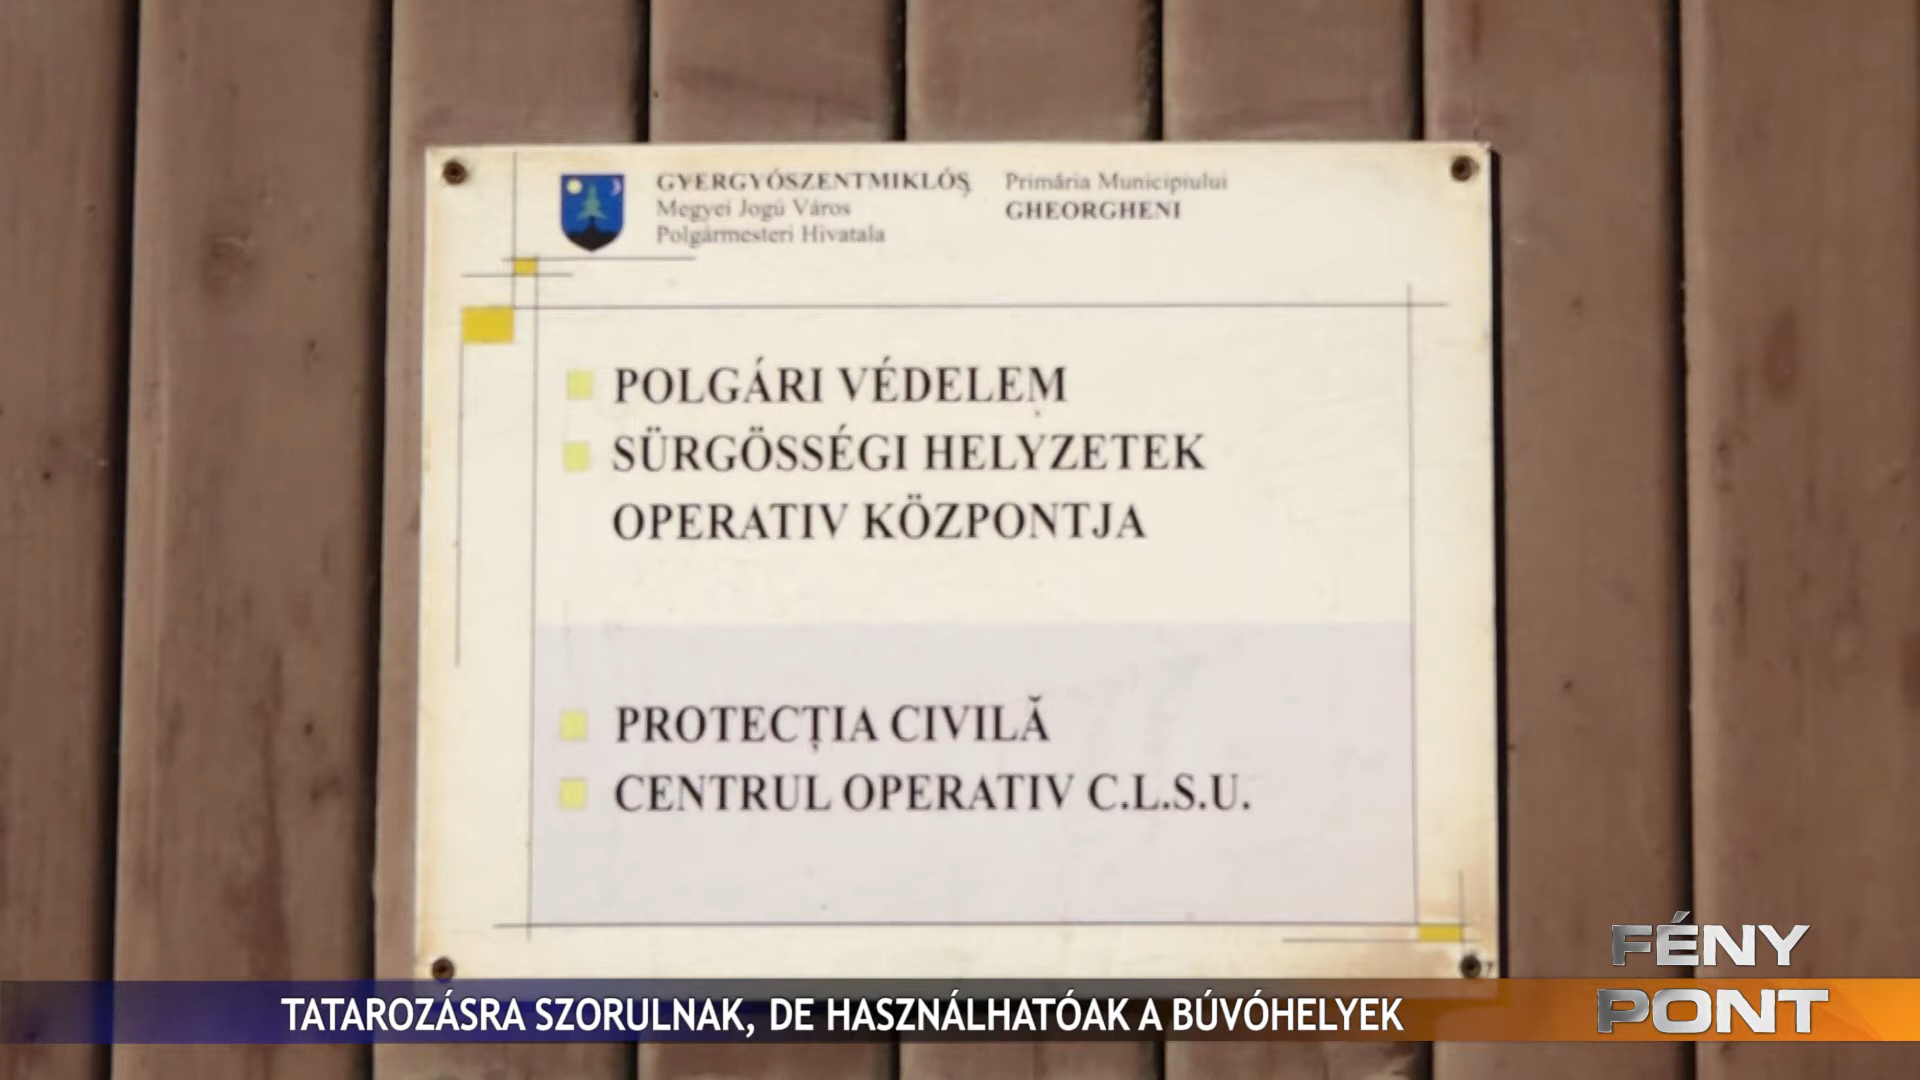 GYERGYÓSZENTMIKLÓS
Megyei Jogú Város
Polgármesteri Hivatala
Primăria Municipiului
GHEORGHENI
POLGÁRI VÉDELEM
SÜRGÖSSÉGI HELYZETEK
OPERATIV KÖZPONTJA
PROTECȚIA CIVILĂ
CENTRUL OPERATIV C.L.S.U.
FÉNY
PONT
TATAROZÁSRA SZORULNAK, DE HASZNÁLHATÓAK A BÚVÓHELYEK